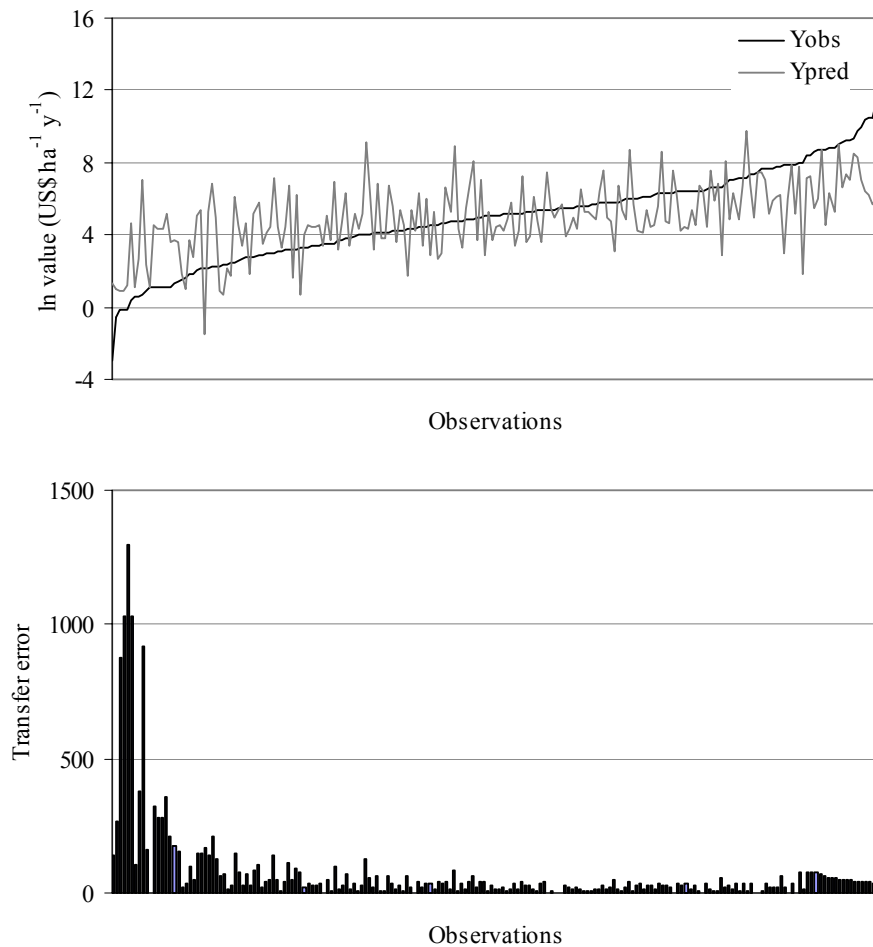 16
12
8
4
0
-4
ln value (US$ ha-1 y-1)
Yobs
Ypred
Observations
1500
1000
500
0
Transfer error
Observations